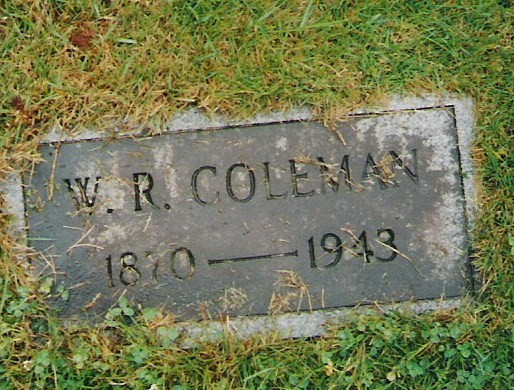 W. R. COLEMAN
1870 — 1943